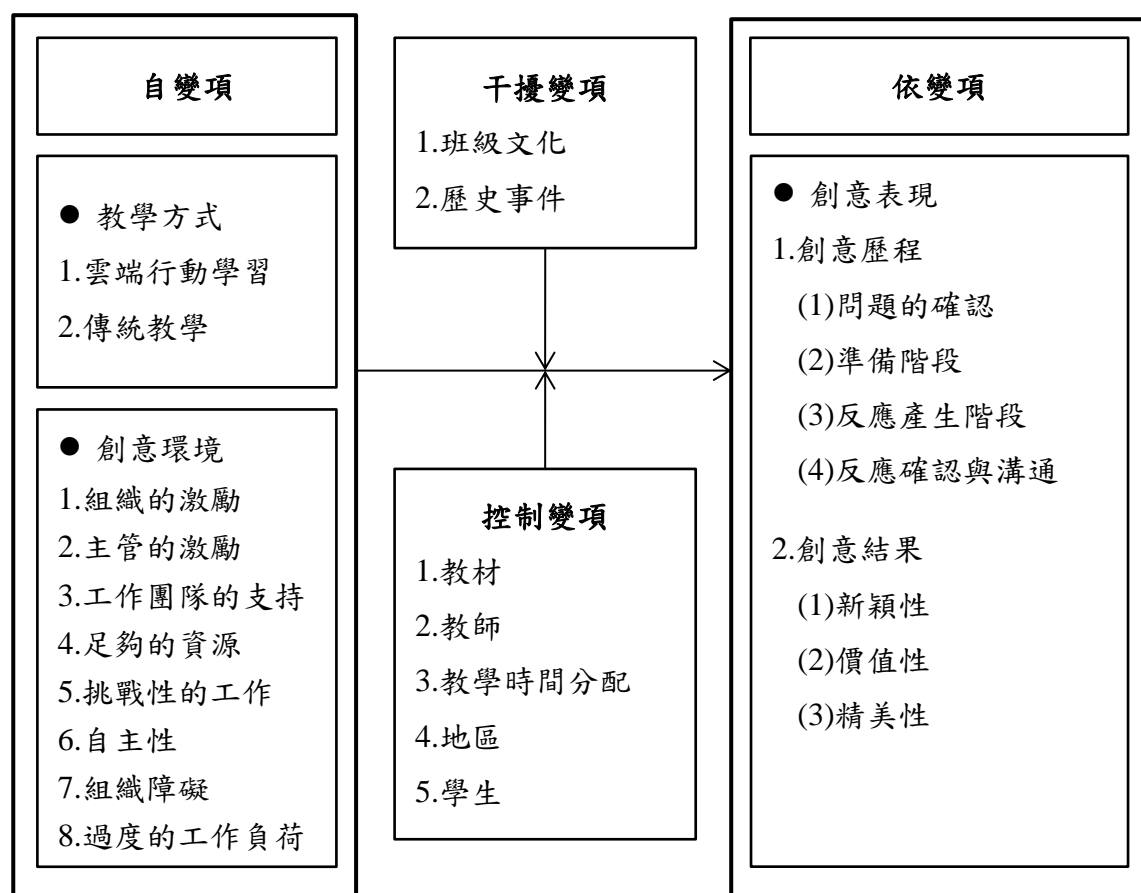 自變項
● 教學方式
1.雲端行動學習
2.傳統教學
● 創意環境
1.組織的激勵
2.主管的激勵
3.工作團隊的支持
4.足夠的資源
5.挑戰性的工作
6.自主性
7.組織障礙
8.過度的工作負荷
干擾變項
1.班級文化
2.歷史事件
控制變項
1.教材
2.教師
3.教學時間分配
4.地區
5.學生
依變項
● 創意表現
1.創意歷程
(1)問題的確認
(2)準備階段
(3)反應產生階段
(4)反應確認與溝通
2.創意結果
(1)新穎性
(2)價值性
(3)精美性